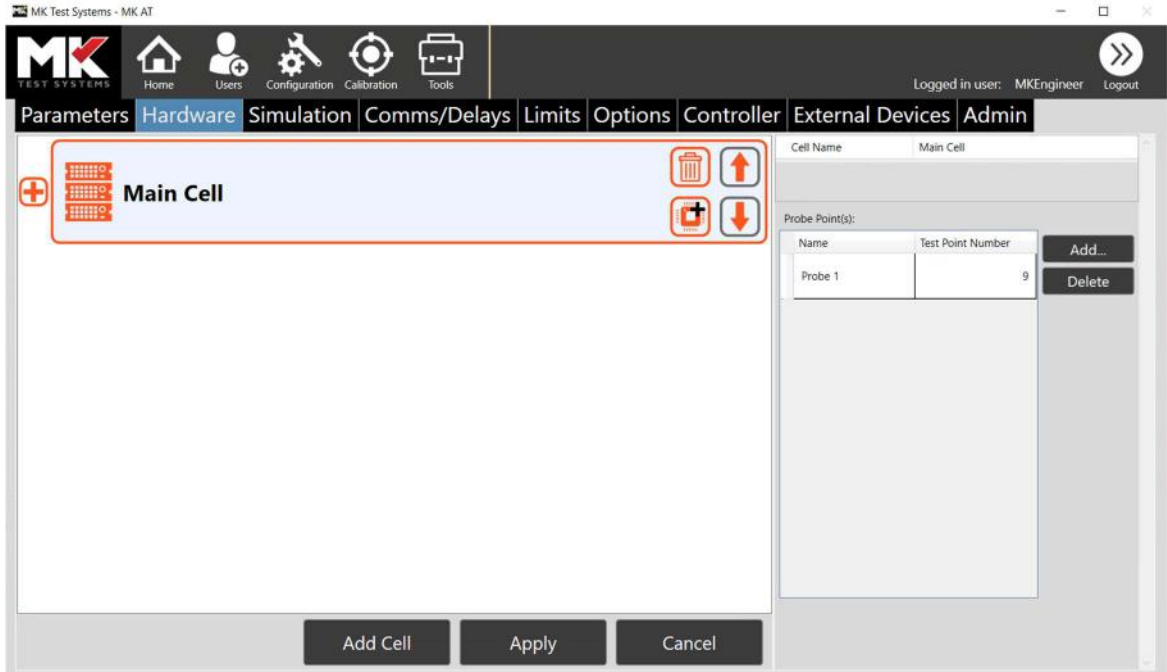 MK Test Systems - MK AT
MK
TEST SYSTEMS
Home
Users
Configuration
Calibration
Tools
Logged in user: MKEngineer
Logout
Parameters Hardware Simulation Comms/Delays Limits Options Controller External Devices Admin
Main Cell
Cell Name Main Cell
Probe Point(s):
Name Test Point Number
Probe 1 9
Add...
Delete
Add Cell Apply Cancel